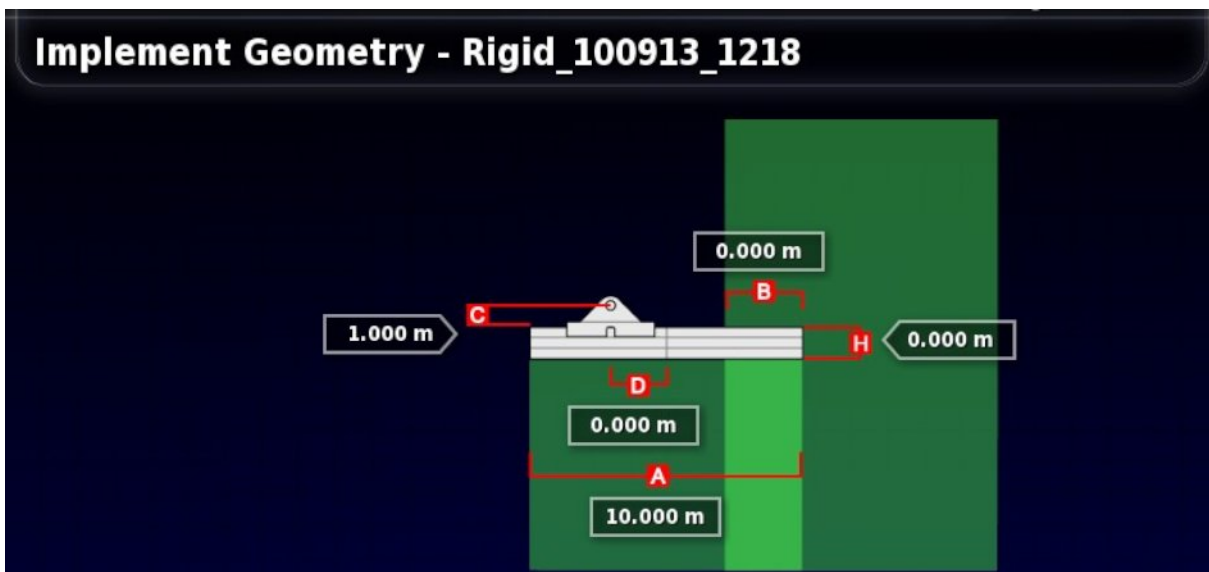 Implement Geometry - Rigid_100913_1218
0.000 m
B
C
1.000 m
H
0.000 m
D
0.000 m
A
10.000 m